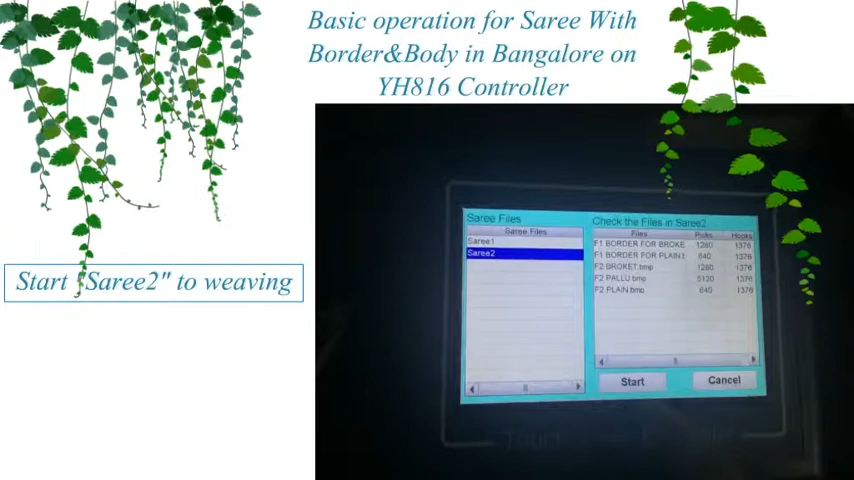 Basic operation for Saree With
Border&Body in Bangalore on
YH816 Controller
Start "Saree2" to weaving
Saree Files
Saree Files
Saree1
Saree2
Check the Files in Saree2
Files Picks Hooks
F1 BORDER FOR BROKE 1280 1376
F1 BORDER FOR PLAIN 640 1376
F2 BROKET.bmp 1280 1376
F2 PALLU.bmp 5120 1376
F2 PLAIN.bmp 640 1376
Start Cancel